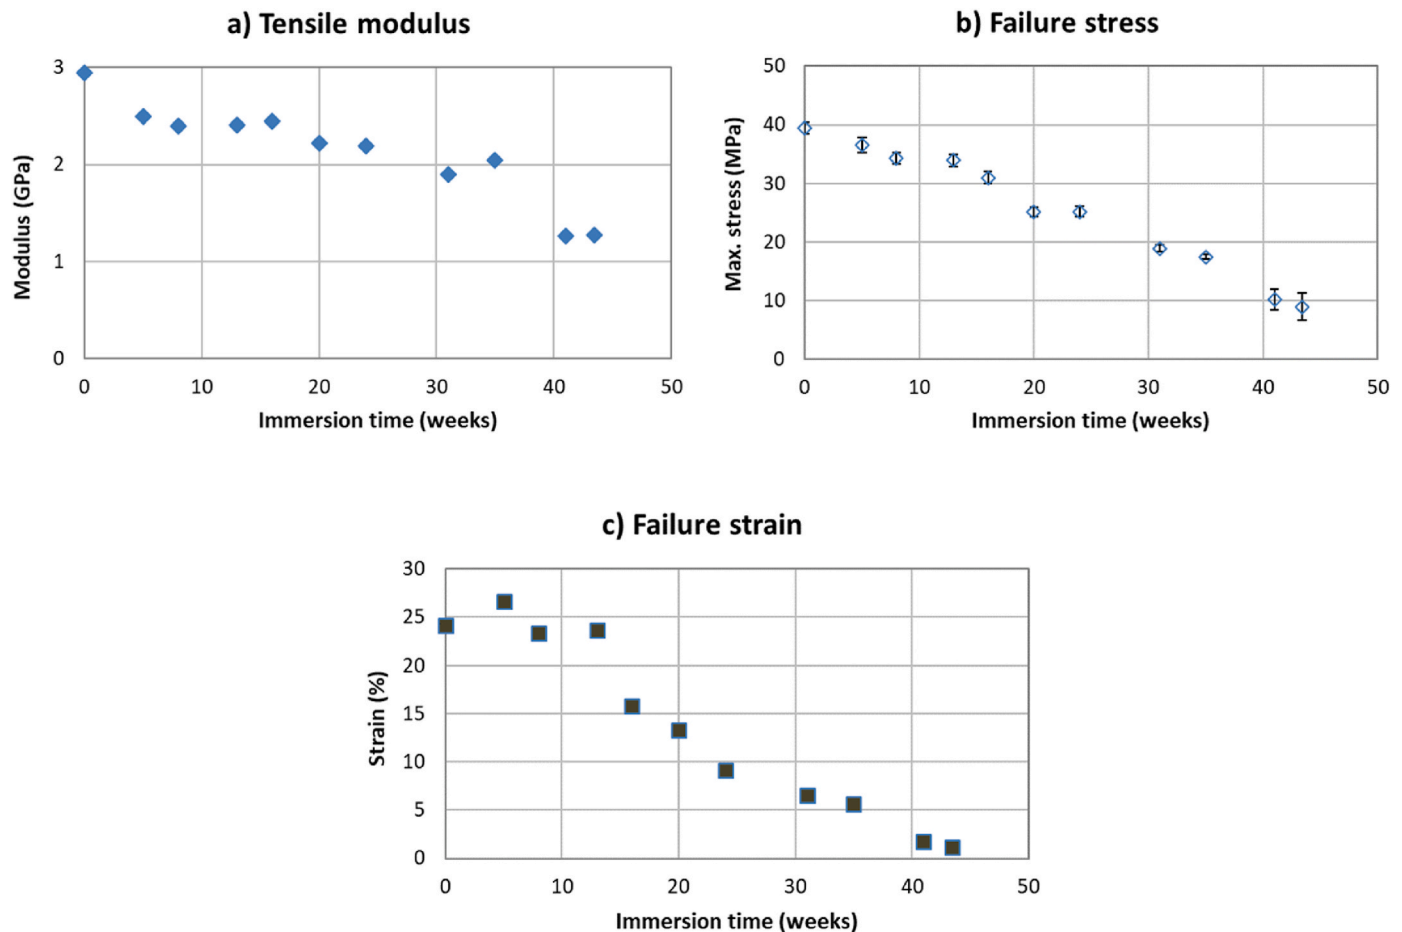 a) Tensile modulus
3
2
1
0
Modulus (GPa)
0 10 20 30 40 50
Immersion time (weeks)
b) Failure stress
50
40
30
20
10
0
Max. stress (MPa)
0 10 20 30 40 50
Immersion time (weeks)
c) Failure strain
30
25
20
15
10
5
0
Strain (%)
0 10 20 30 40 50
Immersion time (weeks)